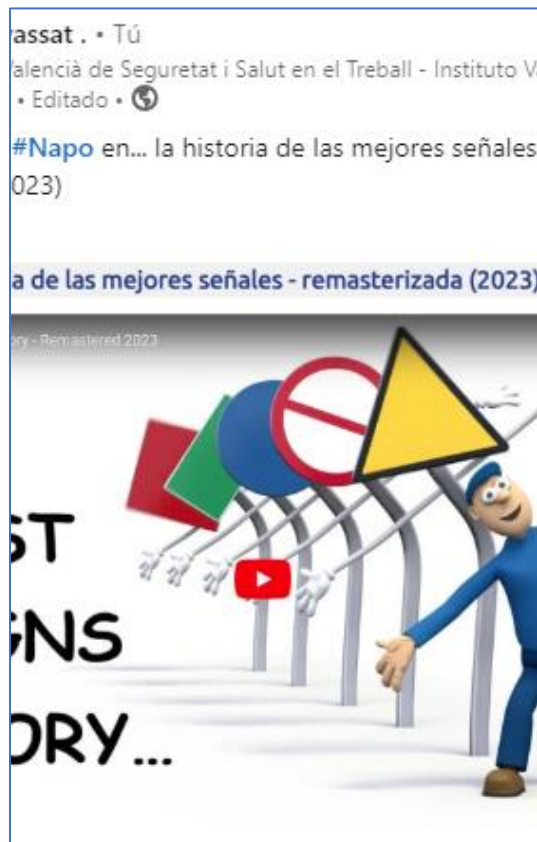 assat . • Tú
alencià de Seguretat i Salut en el Treball - Instituto V
• Editado •
#Napo en... la historia de las mejores señales
023)
a de las mejores señales - remasterizada (2023)
ory - Remastered 2023
ST
GNS
ORY...